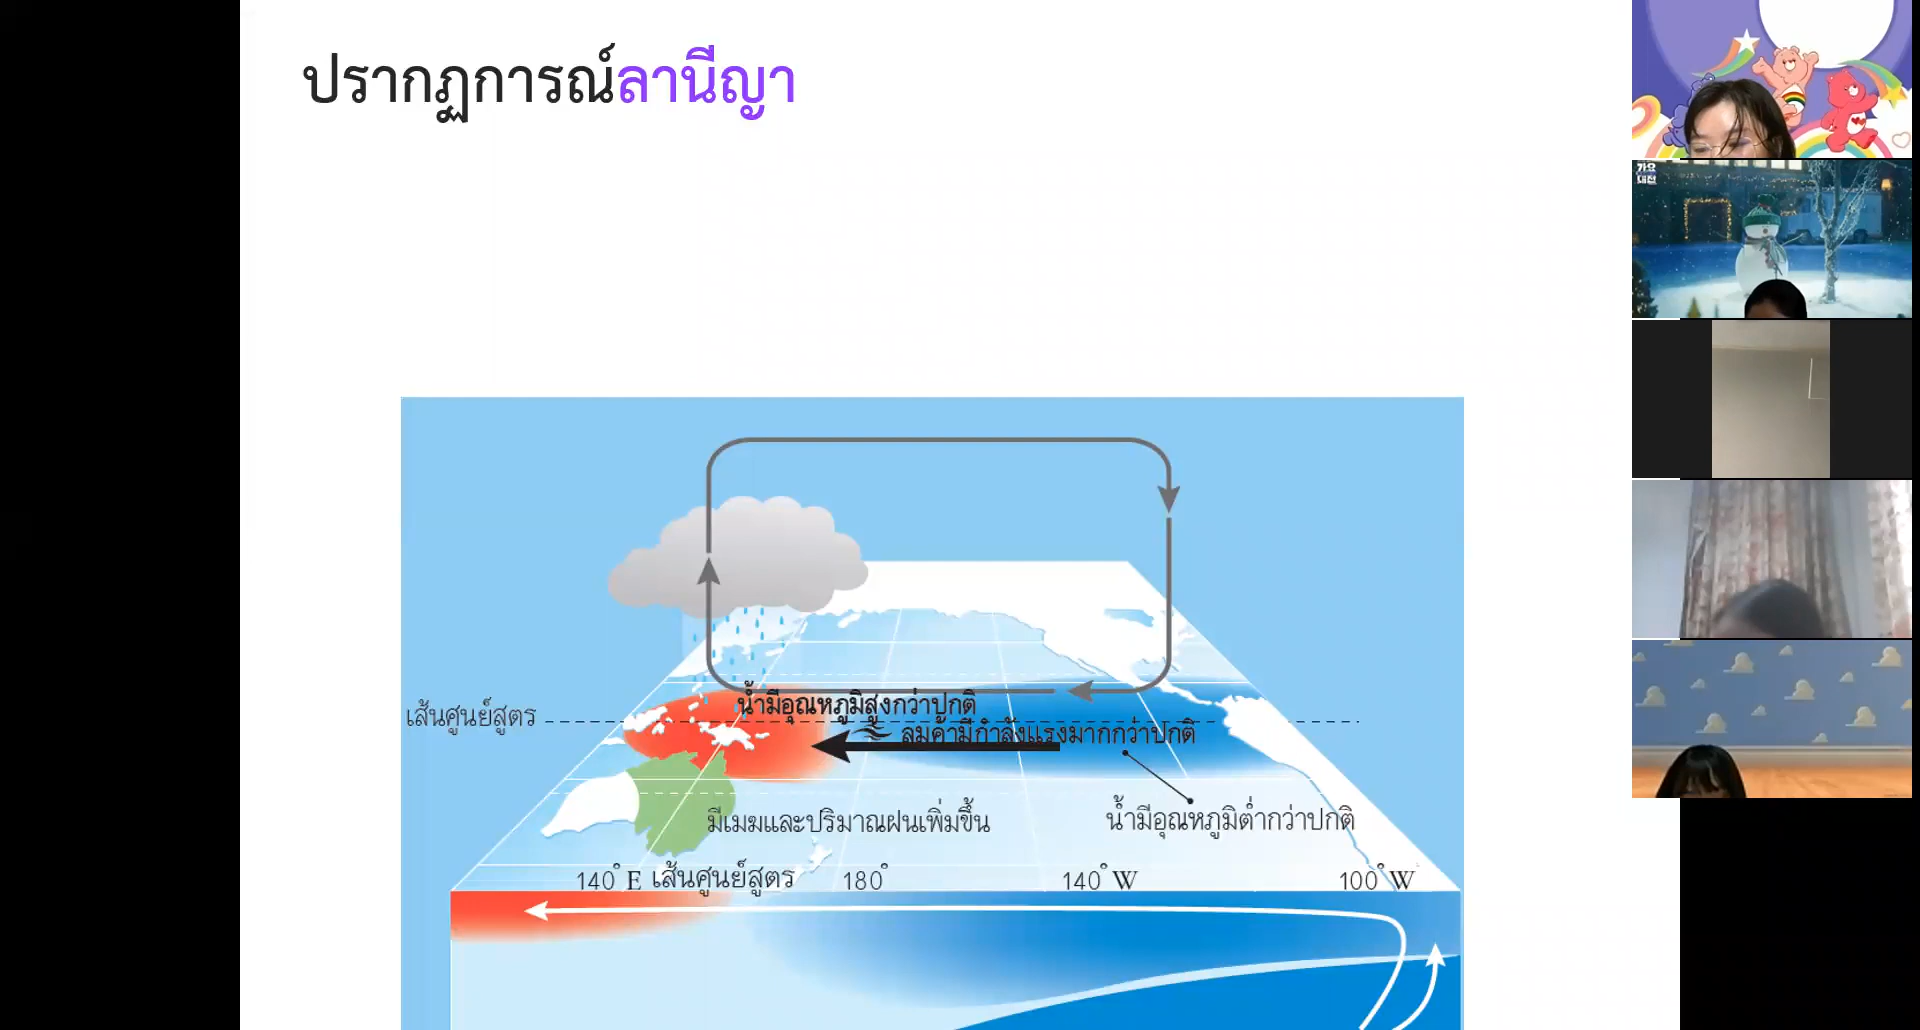 ปรากฏการณ์ลานีญา
가요
대전
น้ำมีอุณหภูมิสูงกว่าปกติ
เส้นศูนย์สูตร
ลมค้ามีกำลังแรงมากกว่าปกติ
มีเมฆและปริมาณฝนเพิ่มขึ้น
น้ำมีอุณหภูมิต่ำกว่าปกติ
140° E เส้นศูนย์สูตร 180° 140° W 100° W